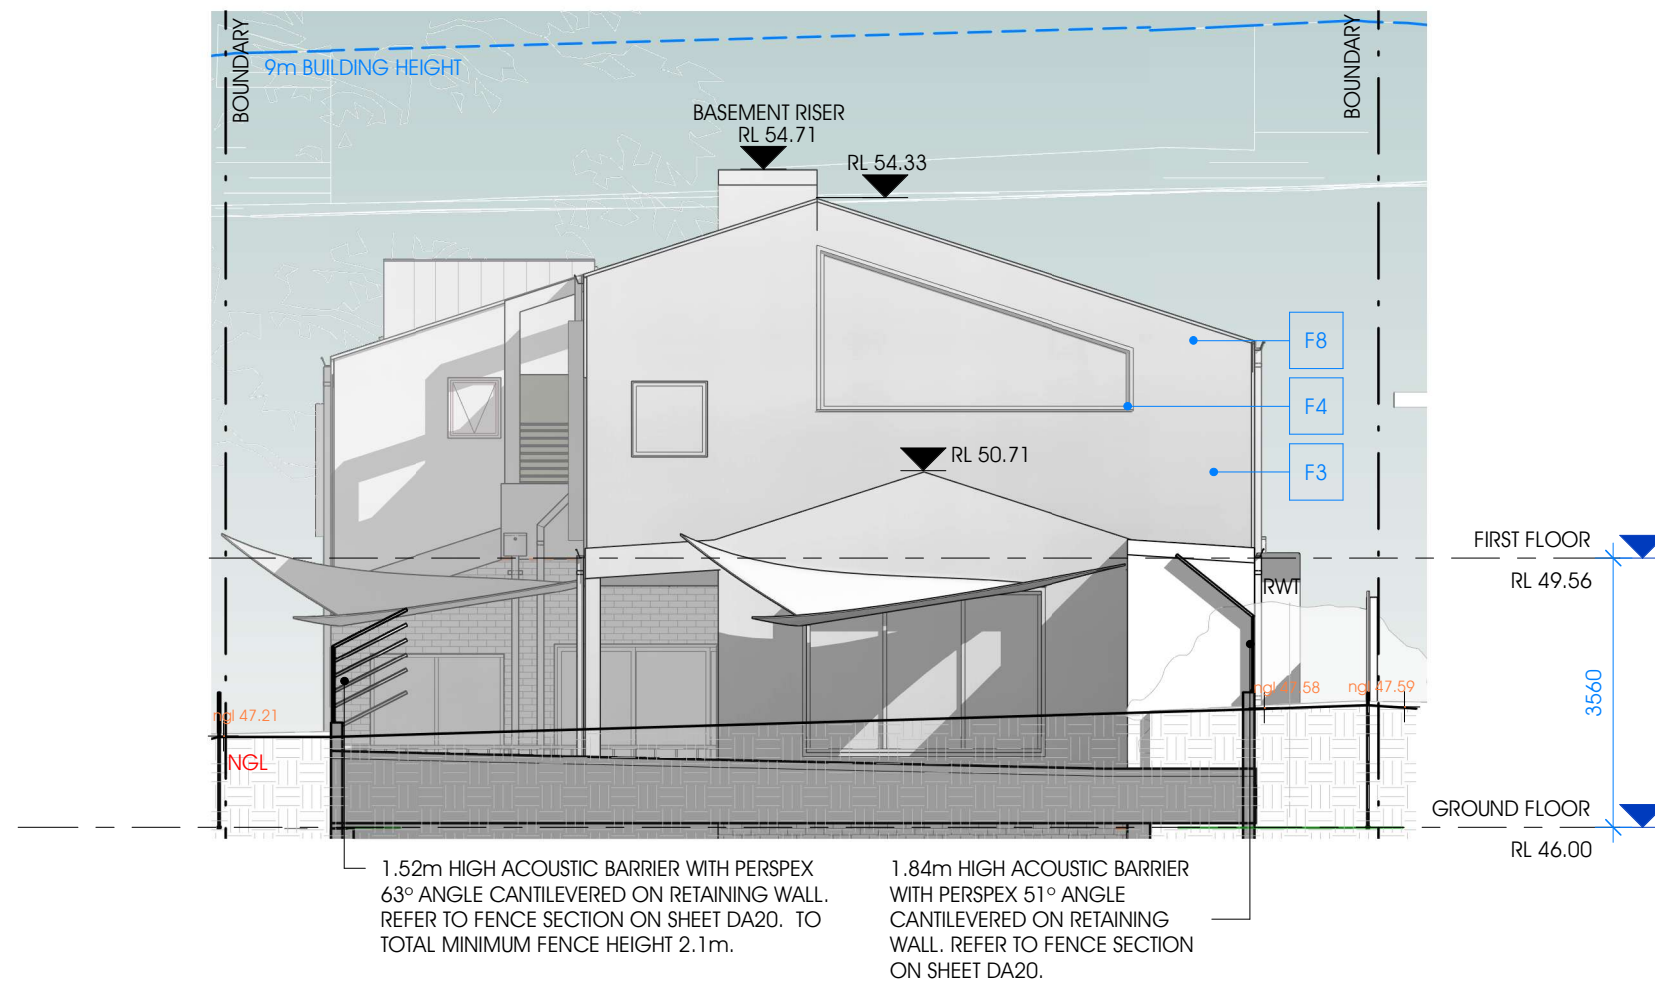 BOUNDARY
9m BUILDING HEIGHT
BOUNDARY
BASEMENT RISER
RL 54.71
RL 54.33
F8
F4
F3
RL 50.71
FIRST FLOOR
RL 49.56
RWT
3560
ngl 47.21
ngl 47.58
ngl 47.59
NGL
GROUND FLOOR
RL 46.00
1.52m HIGH ACOUSTIC BARRIER WITH PERSPEX
63° ANGLE CANTILEVERED ON RETAINING WALL.
REFER TO FENCE SECTION ON SHEET DA20. TO
TOTAL MINIMUM FENCE HEIGHT 2.1m.
1.84m HIGH ACOUSTIC BARRIER
WITH PERSPEX 51° ANGLE
CANTILEVERED ON RETAINING
WALL. REFER TO FENCE SECTION
ON SHEET DA20.